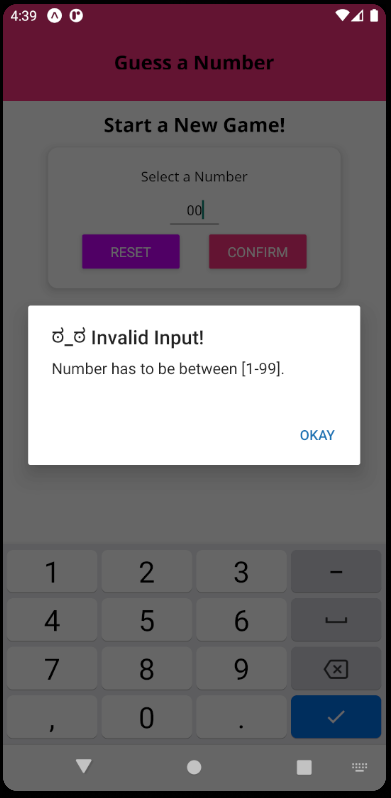 4:39
Guess a Number
Start a New Game!
Select a Number
00
RESET CONFIRM
ಠ_ಠ Invalid Input!
Number has to be between [1-99].
OKAY
1 2 3 -
4 5 6
7 8 9
, 0 .